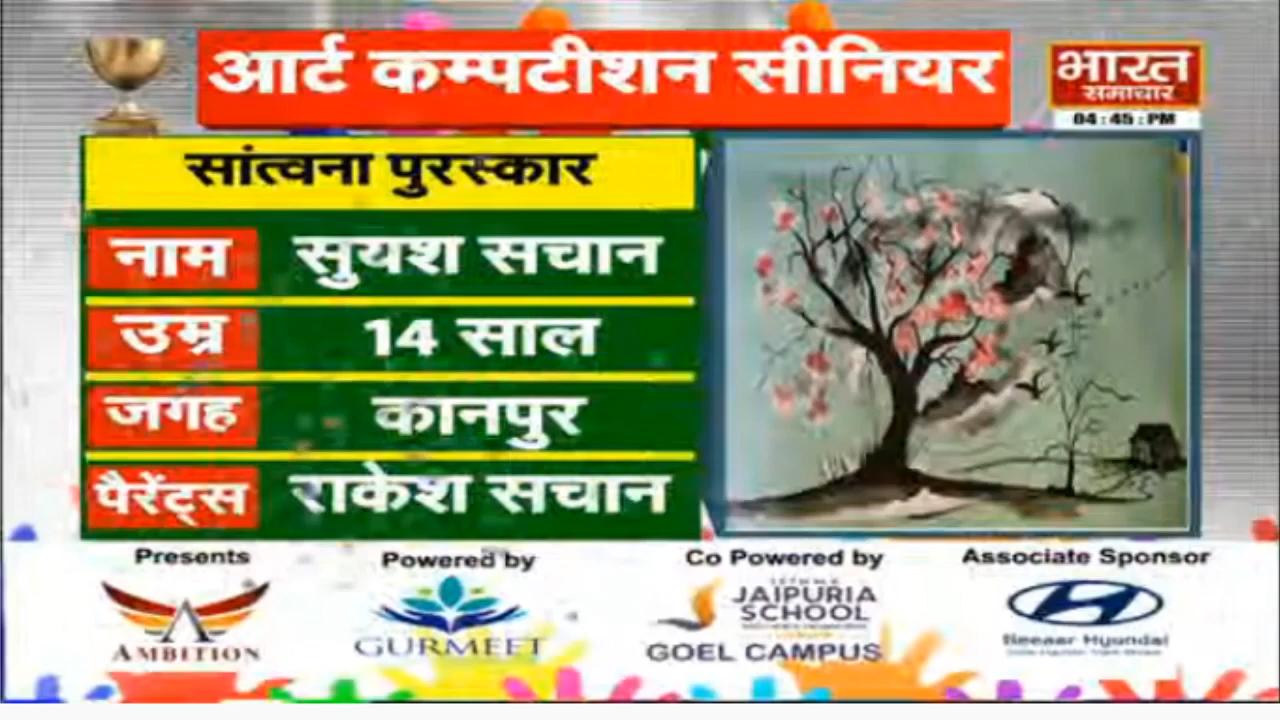 आर्ट कम्पटीशन सीनियर
भारत
समाचार
04:45:PM
सांत्वना पुरस्कार
नाम सुयश सचान
उम्र 14 साल
जगह कानपुर
पैरेंट्स राकेश सचान
Presents Powered by Co Powered by Associate Sponsor
AMBITION
GURMEET
JAIPURIA
SCHOOL
GOEL CAMPUS
Hyundai